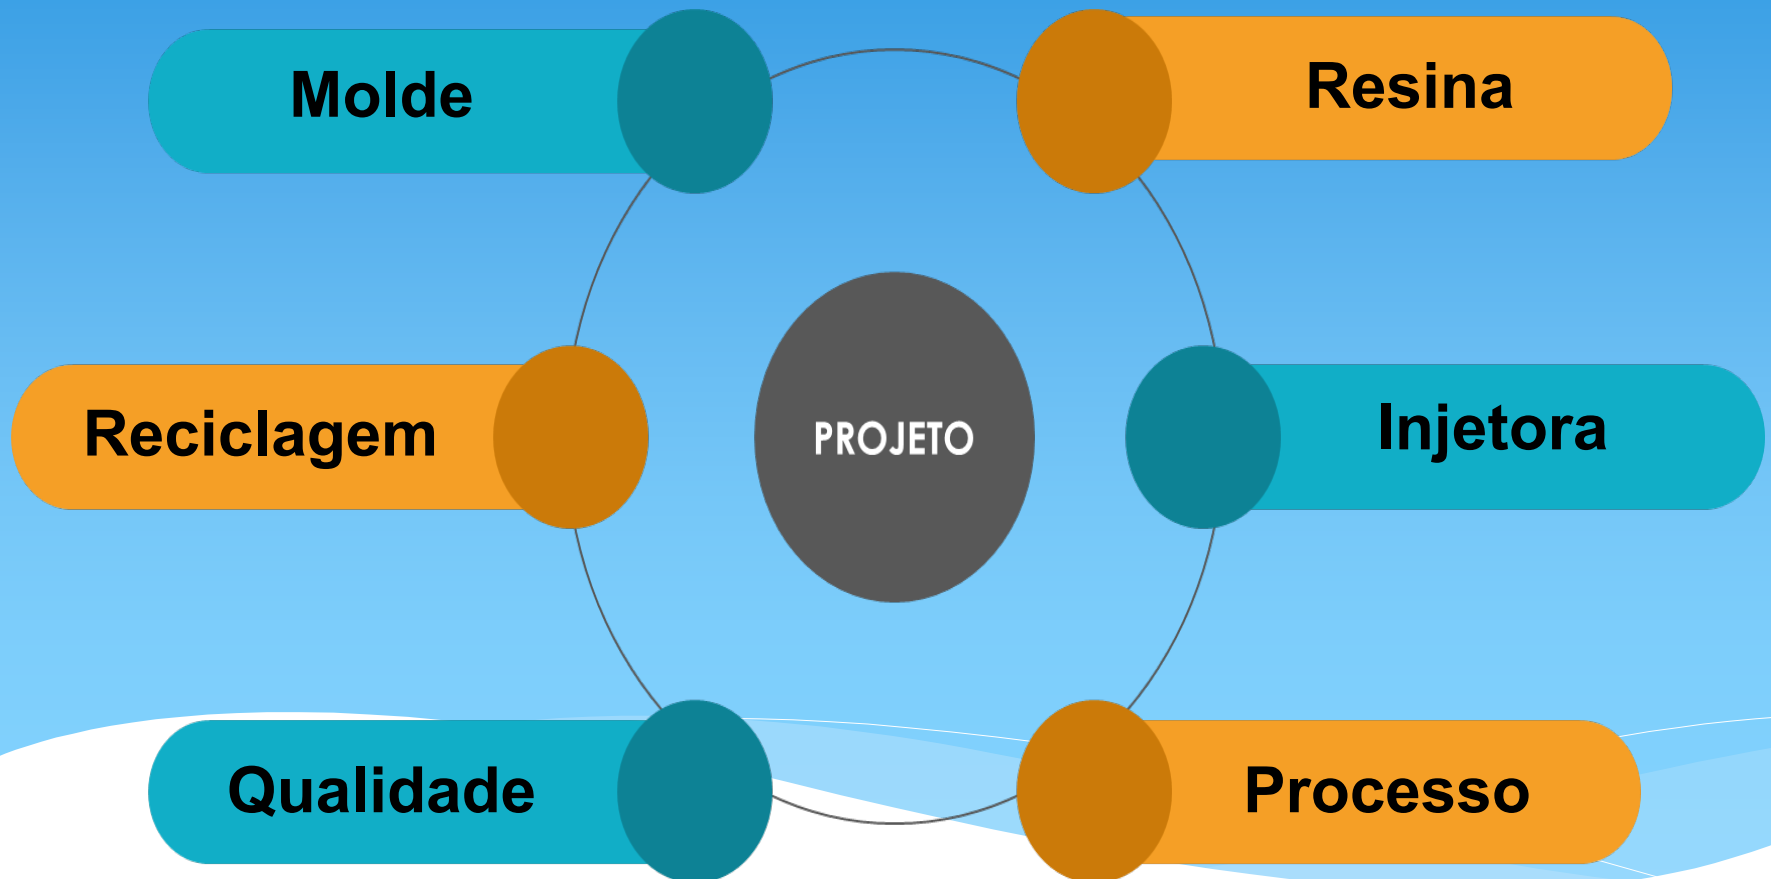 Molde
Resina
Reciclagem
PROJETO
Injetora
Qualidade
Processo